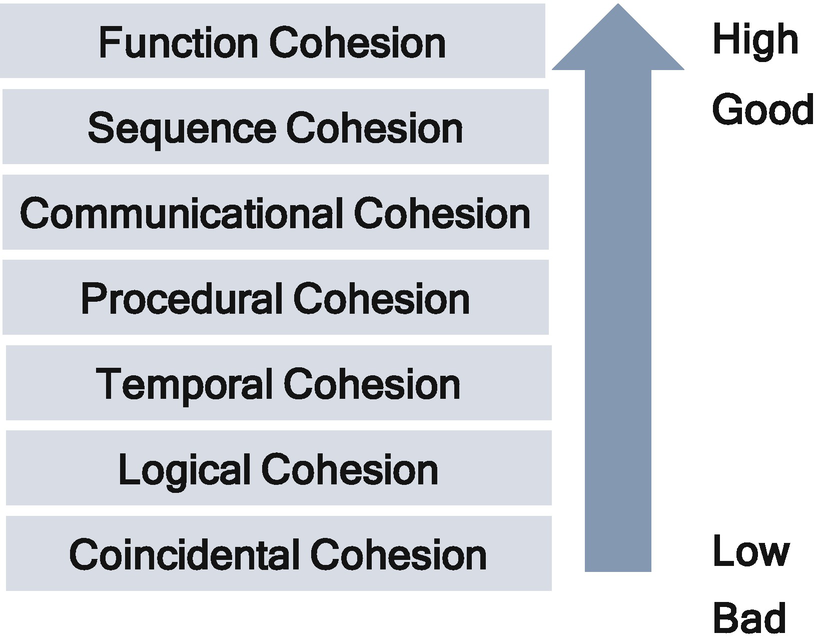 Function Cohesion
High
Good
Sequence Cohesion
Communicational Cohesion
Procedural Cohesion
Temporal Cohesion
Logical Cohesion
Coincidental Cohesion
Low
Bad